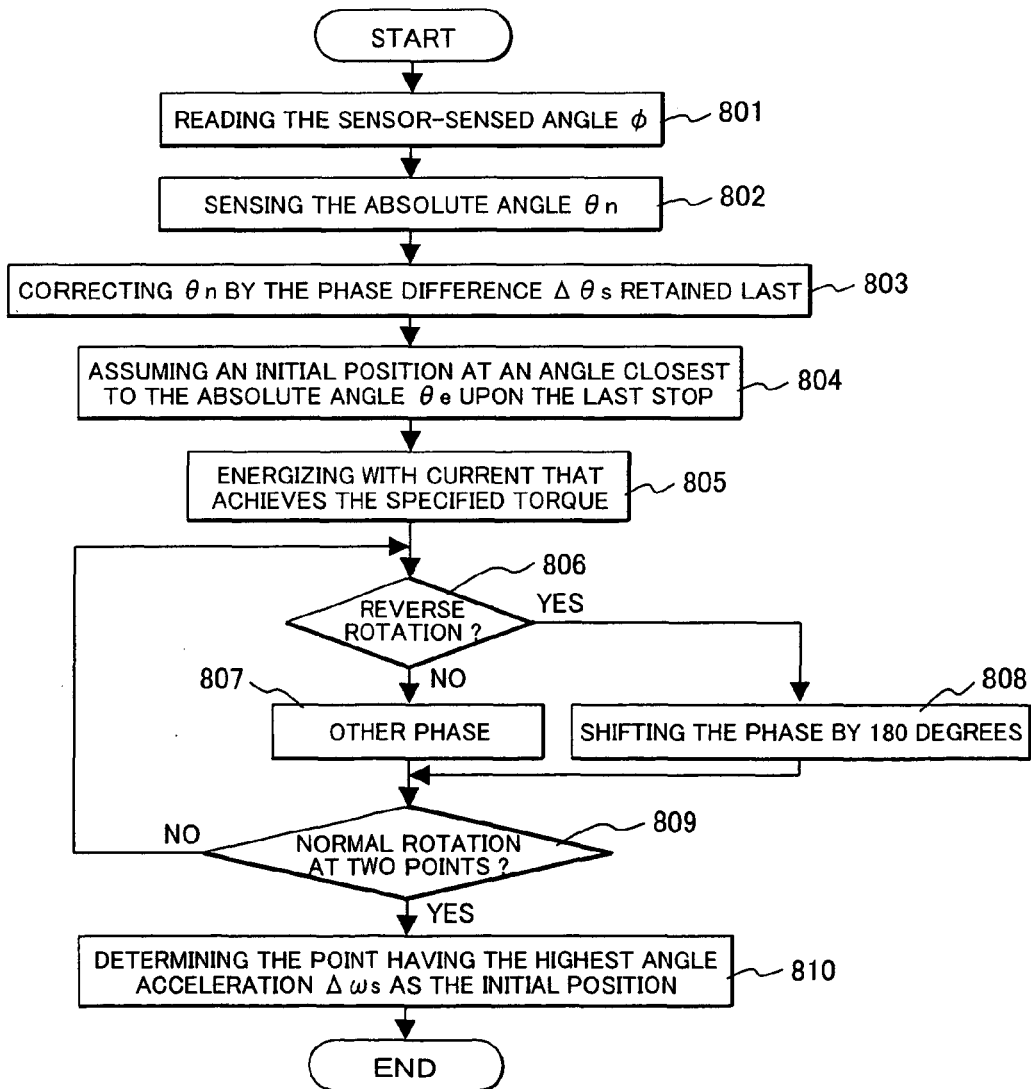 START
READING THE SENSOR-SENSED ANGLE φ
801
SENSING THE ABSOLUTE ANGLE θn
802
CORRECTING θn BY THE PHASE DIFFERENCE Δθs RETAINED LAST
803
ASSUMING AN INITIAL POSITION AT AN ANGLE CLOSEST
TO THE ABSOLUTE ANGLE θe UPON THE LAST STOP
804
ENERGIZING WITH CURRENT THAT
ACHIEVES THE SPECIFIED TORQUE
805
806
REVERSE
ROTATION ?
YES
NO
807
OTHER PHASE
808
SHIFTING THE PHASE BY 180 DEGREES
809
NO
NORMAL ROTATION
AT TWO POINTS ?
YES
DETERMINING THE POINT HAVING THE HIGHEST ANGLE
ACCELERATION Δωs AS THE INITIAL POSITION
810
END